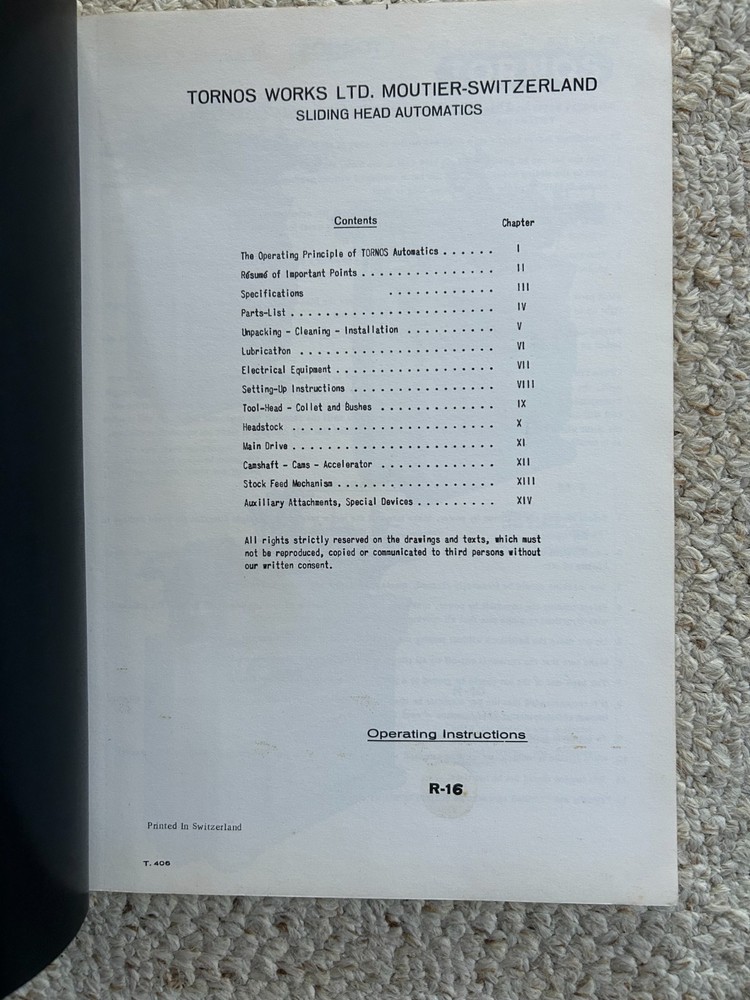 TORNOS WORKS LTD. MOUTIER-SWITZERLAND
SLIDING HEAD AUTOMATICS
Contents Chapter
The Operating Principle of TORNOS Automatics . . . . . . I
Résumé of Important Points . . . . . . . . . . . . . . . II
Specifications . . . . . . . . . . . . III
Parts-List . . . . . . . . . . . . . . . . . . . . . . . IV
Unpacking - Cleaning - Installation . . . . . . . . . . V
Lubrication . . . . . . . . . . . . . . . . . . . . . . VI
Electrical Equipment . . . . . . . . . . . . . . . . . . VII
Setting-Up Instructions . . . . . . . . . . . . . . . . VIII
Tool-Head - Collet and Bushes . . . . . . . . . . . . . IX
Headstock . . . . . . . . . . . . . . . . . . . . . . . X
Main Drive . . . . . . . . . . . . . . . . . . . . . . . XI
Camshaft - Cams - Accelerator . . . . . . . . . . . . . XII
Stock Feed Mechanism . . . . . . . . . . . . . . . . . . XIII
Auxiliary Attachments, Special Devices . . . . . . . . . XIV
All rights strictly reserved on the drawings and texts, which must
not be reproduced, copied or communicated to third persons without
our written consent.
Operating Instructions
R-16
Printed In Switzerland
T. 406